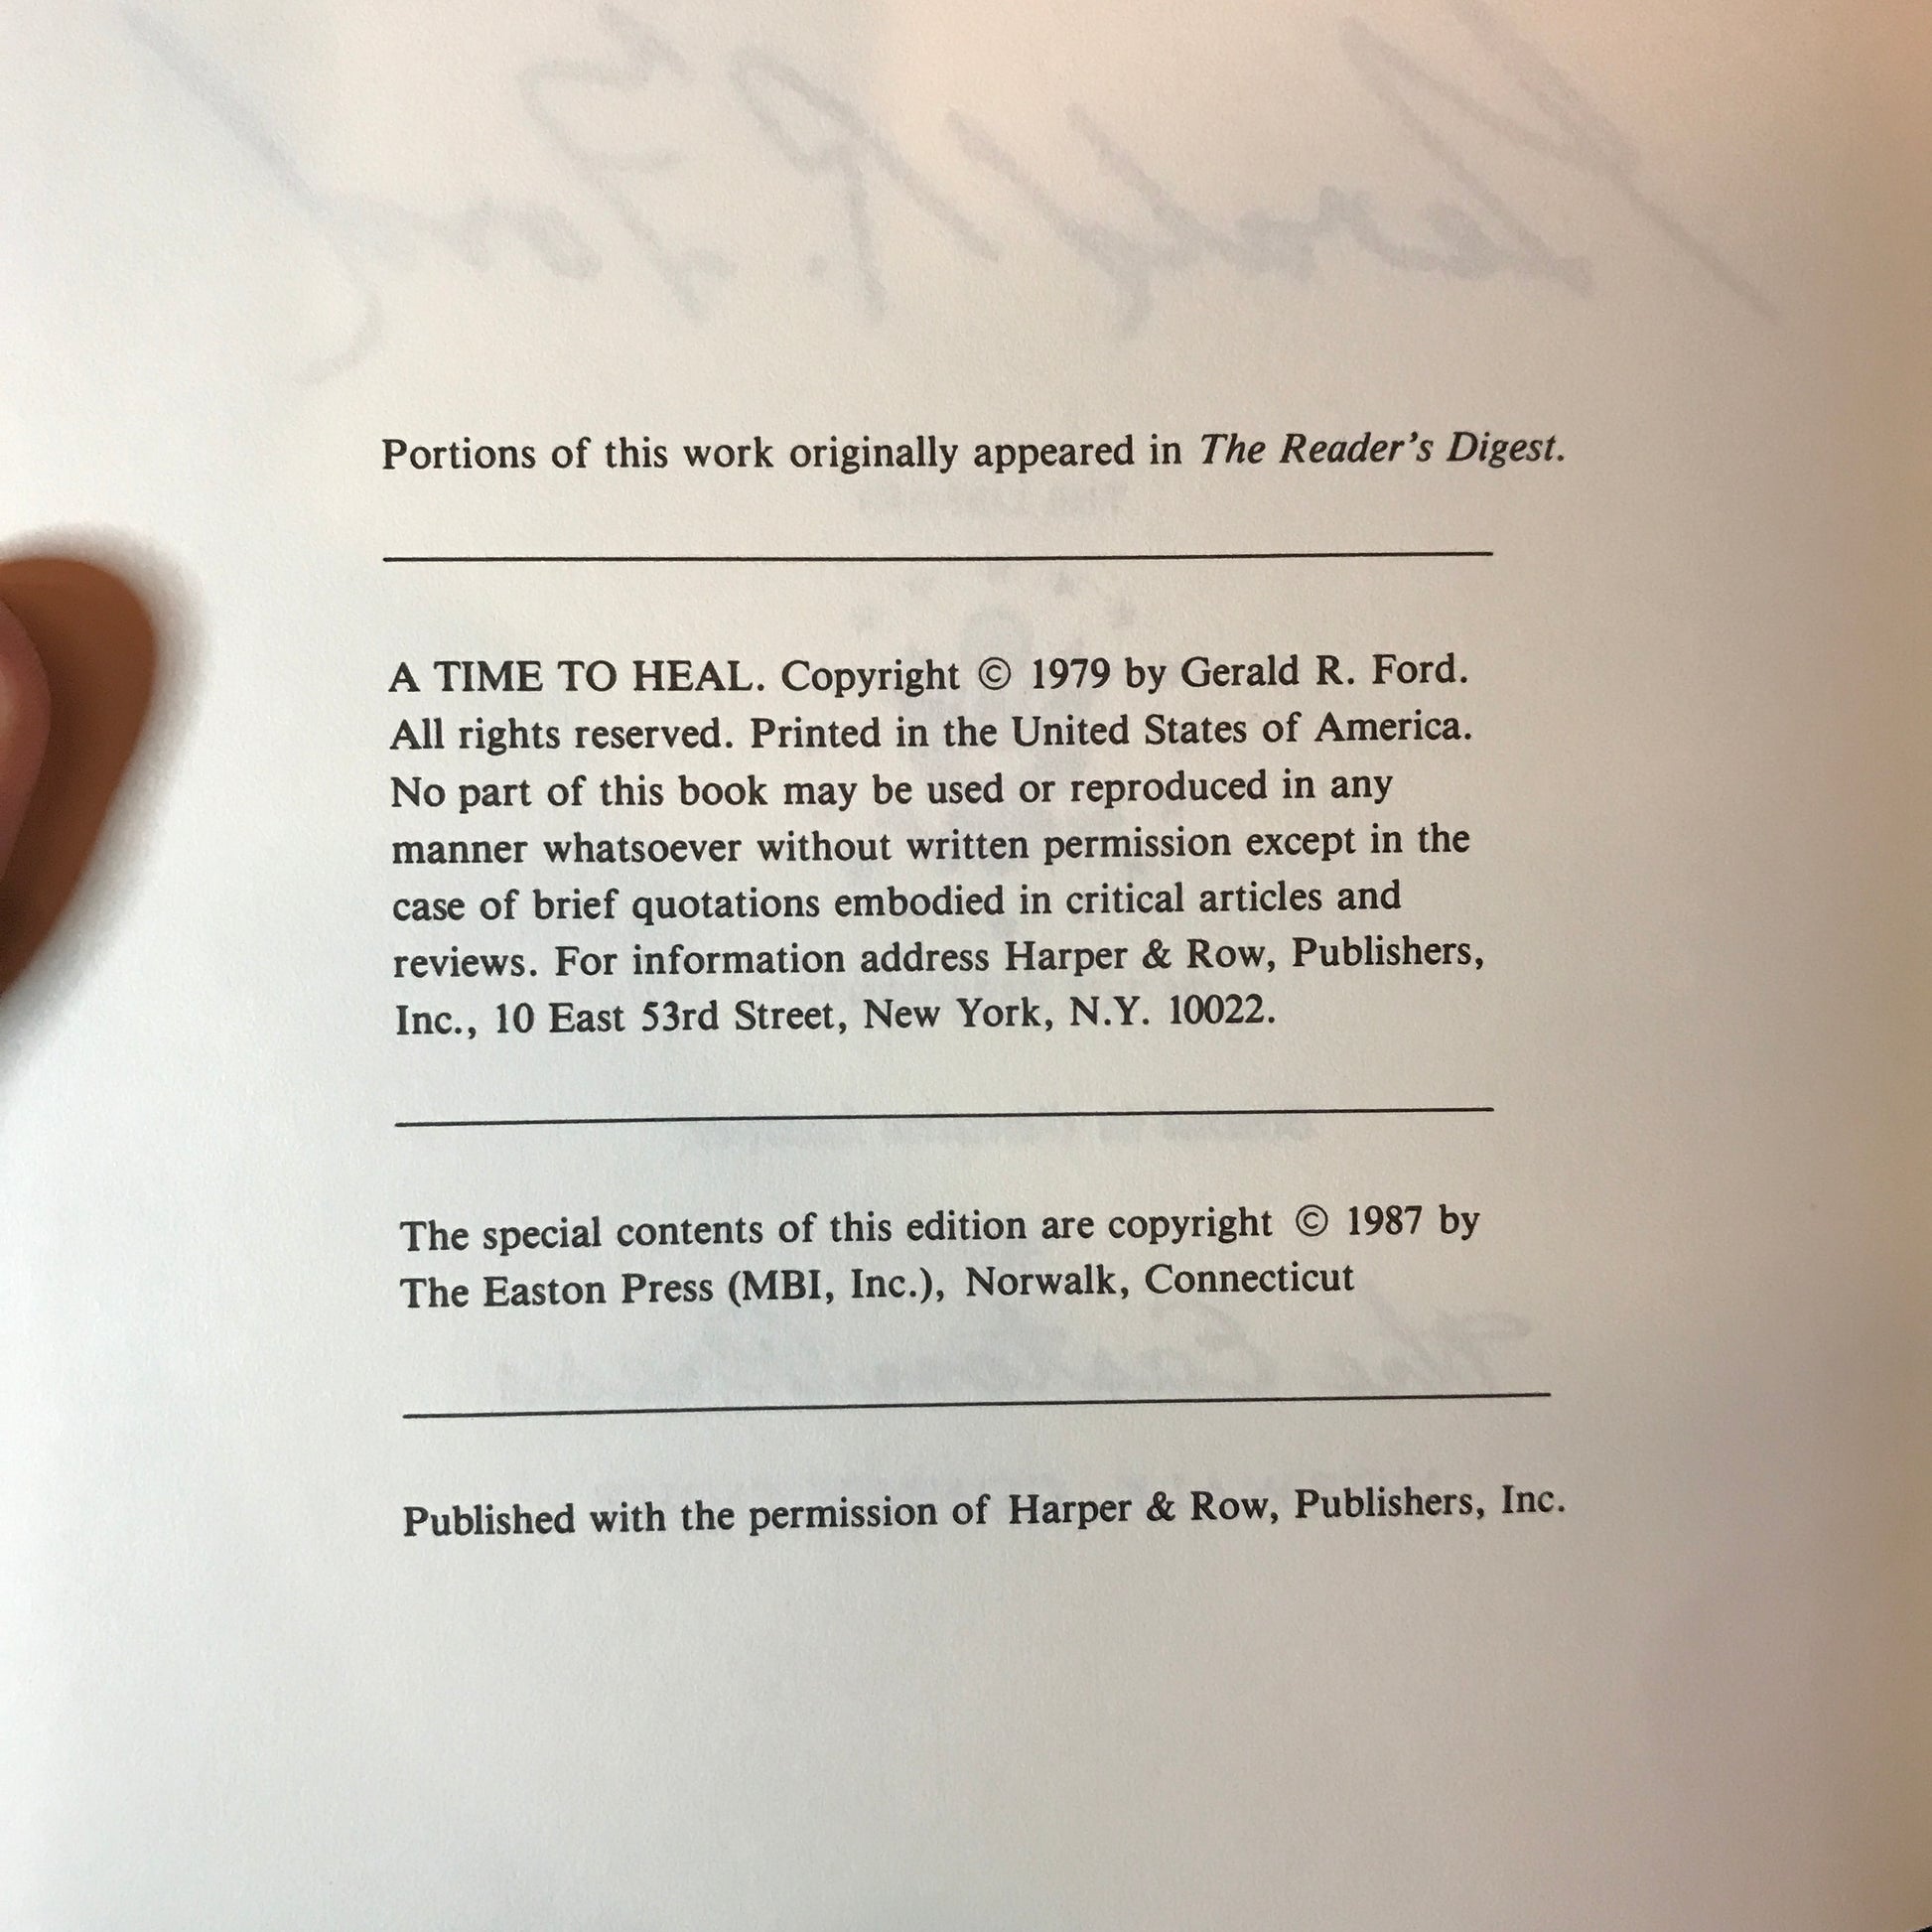 Gerald R. Ford
Portions of this work originally appeared in The Reader's Digest.
A TIME TO HEAL. Copyright © 1979 by Gerald R. Ford.
All rights reserved. Printed in the United States of America.
No part of this book may be used or reproduced in any
manner whatsoever without written permission except in the
case of brief quotations embodied in critical articles and
reviews. For information address Harper & Row, Publishers,
Inc., 10 East 53rd Street, New York, N.Y. 10022.
The special contents of this edition are copyright © 1987 by
The Easton Press (MBI, Inc.), Norwalk, Connecticut
The Easton Press
Published with the permission of Harper & Row, Publishers, Inc.